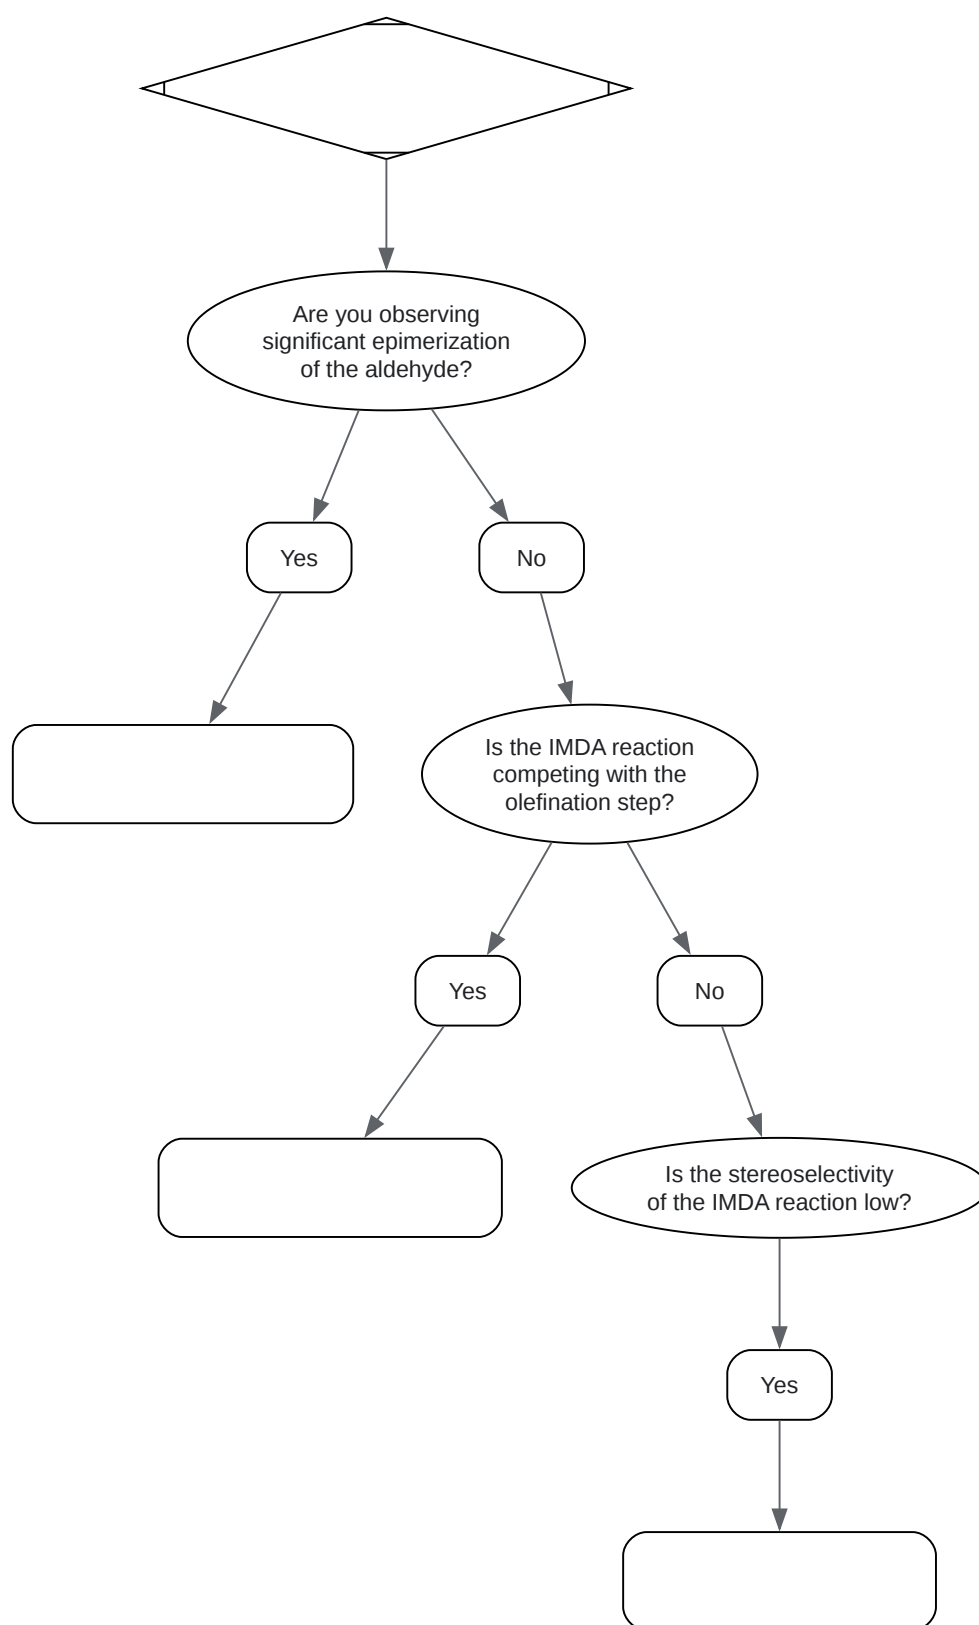 Are you observing
significant epimerization
of the aldehyde?
Yes
No
Is the IMDA reaction
competing with the
olefination step?
Yes
No
Is the stereoselectivity
of the IMDA reaction low?
Yes